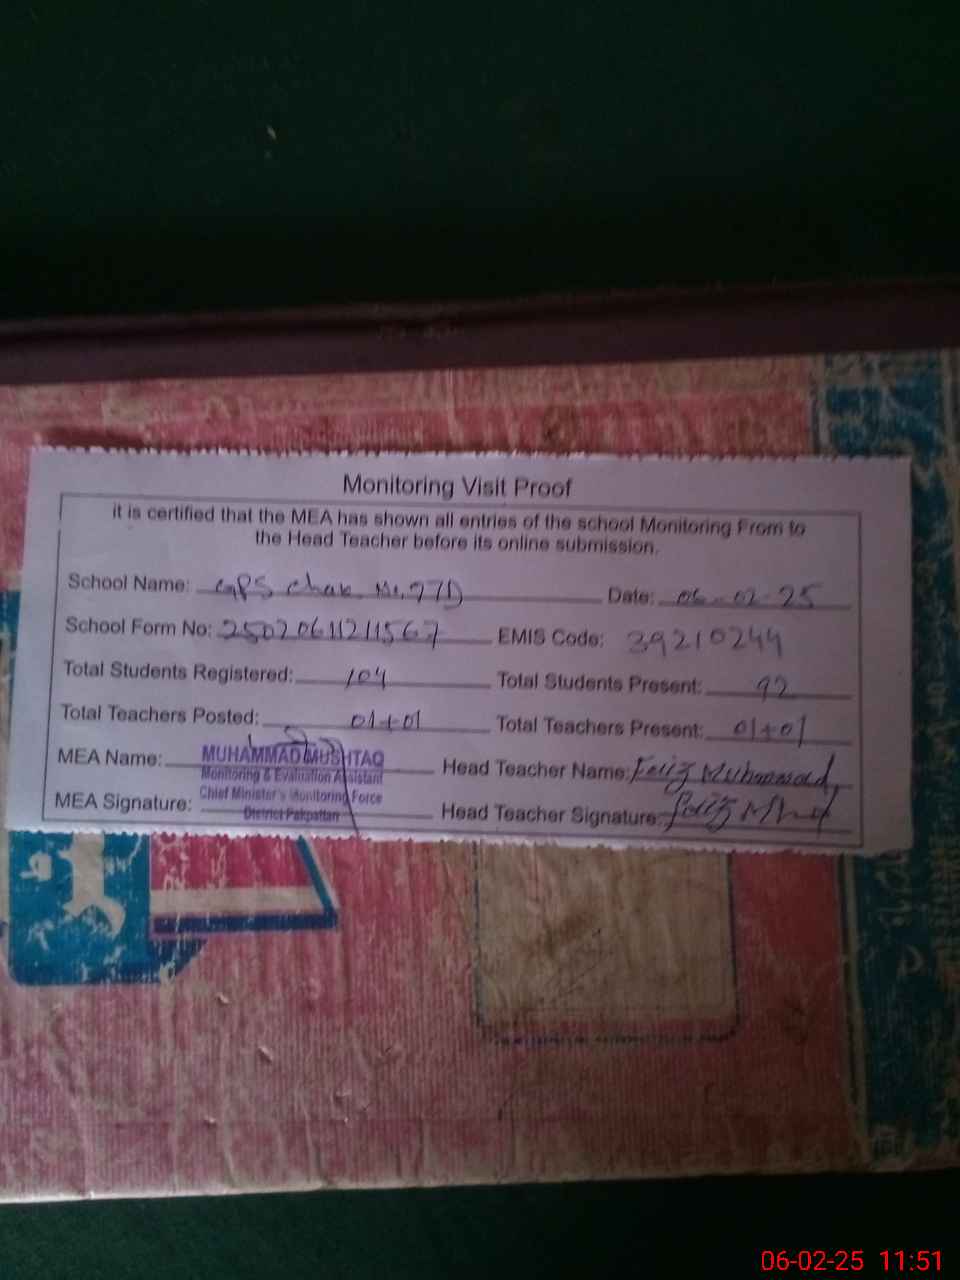 Monitoring Visit Proof
it is certified that the MEA has shown all entries of the school Monitoring From to
the Head Teacher before its online submission.
School Name: GPS Chak No. 97D Date: 06-02-25
School Form No: 25020611211567 EMIS Code: 39210244
Total Students Registered: 104 Total Students Present: 92
Total Teachers Posted: 01+01 Total Teachers Present: 01+01
MEA Name: MUHAMMAD MUSHTAQ Head Teacher Name: Faiz Muhammad
Monitoring & Evaluation Assistant
Chief Minister's Monitoring Force
MEA Signature: District Pakpattan Head Teacher Signature:
06-02-25 11:51